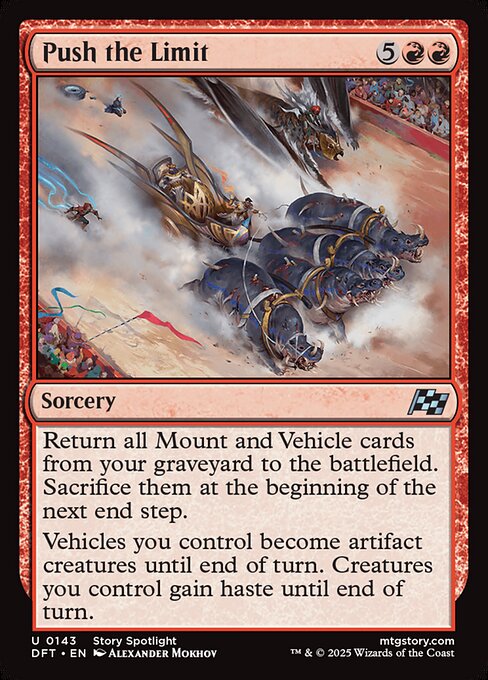 Push the Limit 5
Sorcery
Return all Mount and Vehicle cards
from your graveyard to the battlefield.
Sacrifice them at the beginning of the
next end step.
Vehicles you control become artifact
creatures until end of turn. Creatures
you control gain haste until end of
turn.
U 0143 Story Spotlight mtgstory.com
DFT • EN Alexander Mokhov ™ & © 2025 Wizards of the Coast